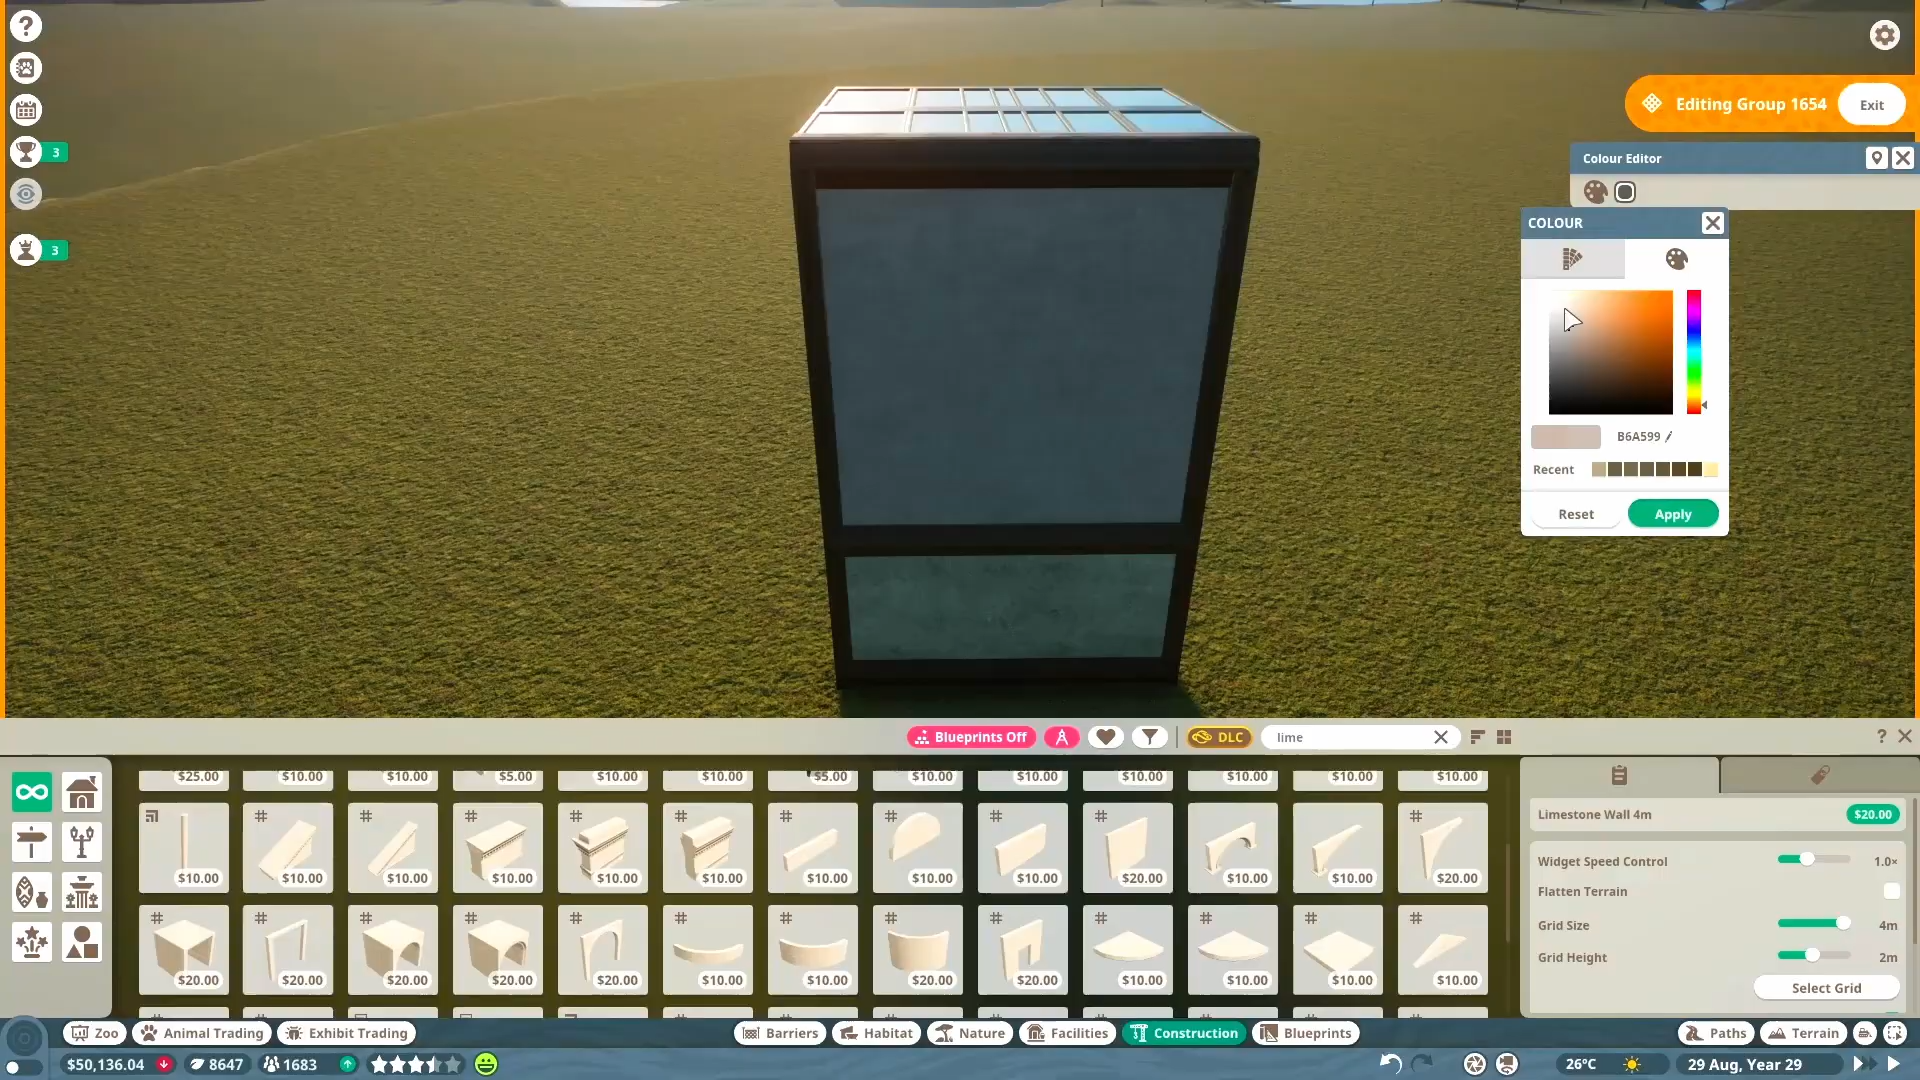 ?
Editing Group 1654
Exit
3
Colour Editor
3
COLOUR
B6A599
Recent
Reset
Apply
Blueprints Off
DLC
lime
?
$25.00 $10.00 $10.00 $5.00 $10.00 $10.00 $5.00 $10.00 $10.00 $10.00 $10.00 $10.00 $10.00
Limestone Wall 4m
$20.00
$10.00 $10.00 $10.00 $10.00 $10.00 $10.00 $10.00 $10.00 $10.00 $20.00 $10.00 $10.00 $20.00
Widget Speed Control
1.0×
Flatten Terrain
Grid Size
4m
Grid Height
2m
$20.00 $20.00 $20.00 $20.00 $20.00 $10.00 $10.00 $20.00 $20.00 $10.00 $10.00 $10.00 $10.00
Select Grid
Zoo
Animal Trading
Exhibit Trading
Barriers
Habitat
Nature
Facilities
Construction
Blueprints
Paths
Terrain
$50,136.04
8647
1683
26°C
29 Aug, Year 29